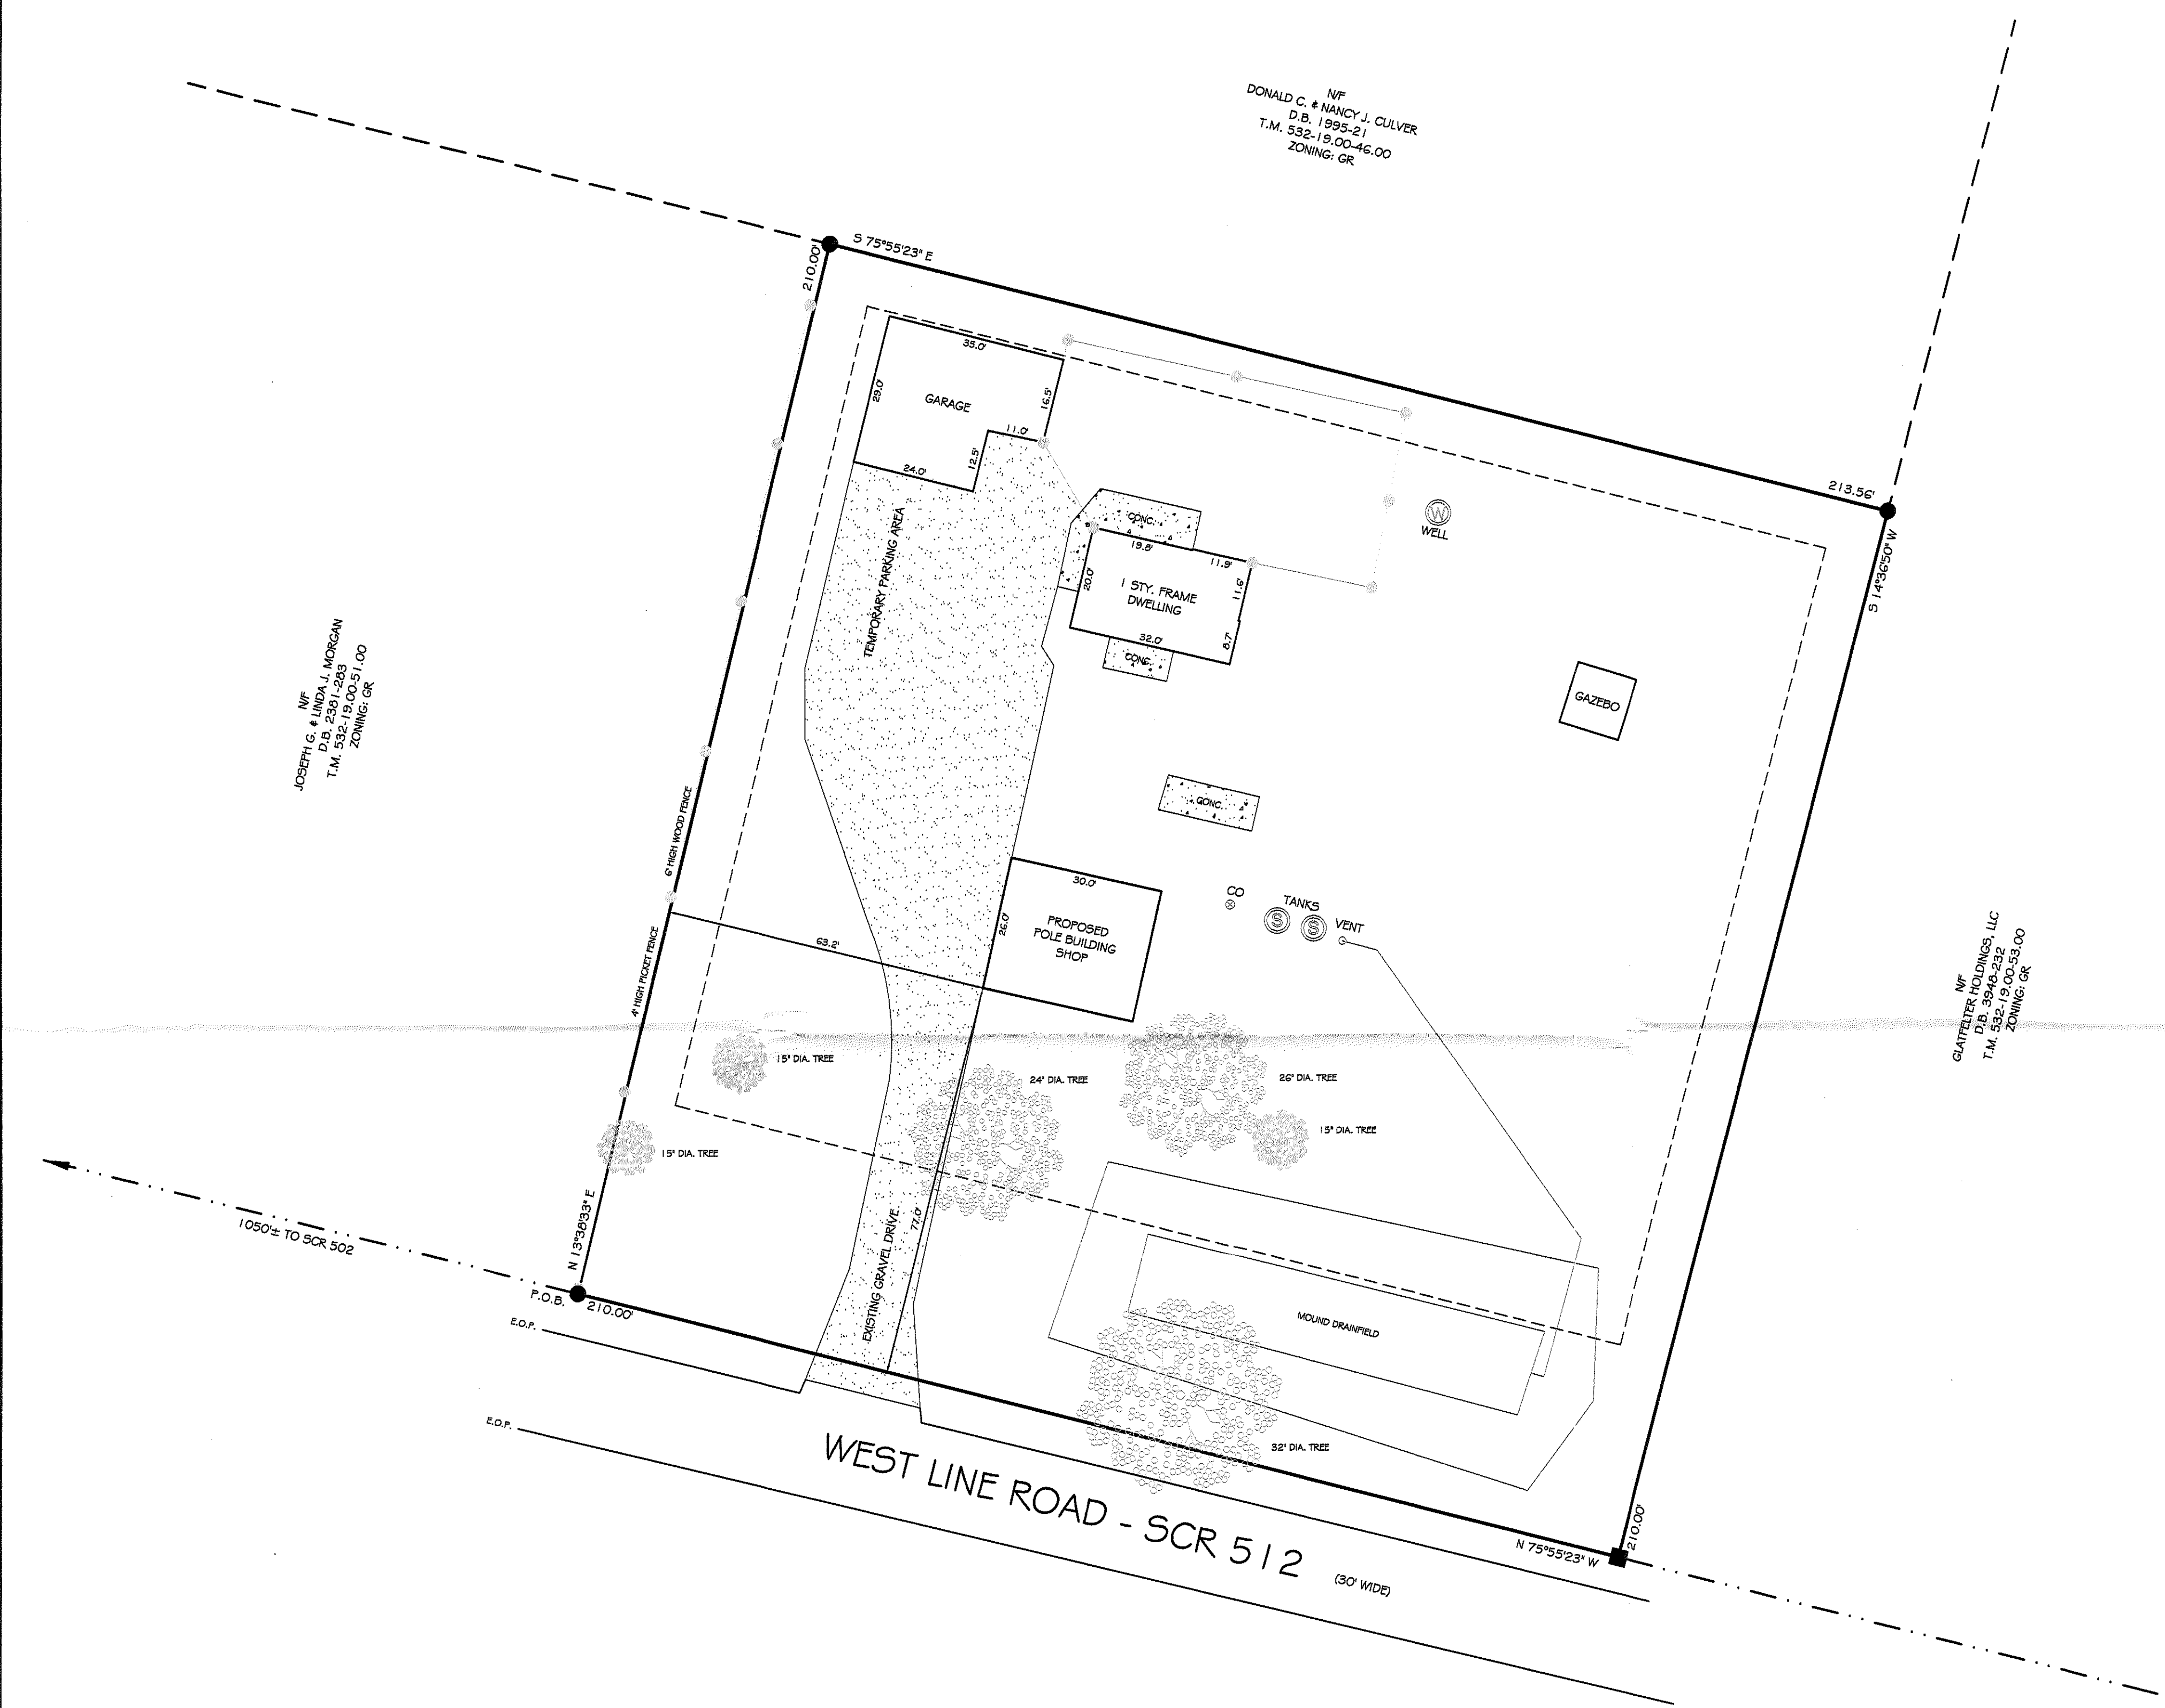 N/F
DONALD C. & NANCY J. CULVER
D.B. 1995-21
T.M. 532-19.00-46.00
ZONING: GR
S 75°55'23" E
210.00'
213.56'
S 14°36'50" W
35.0'
29.0'
GARAGE
16.5'
11.0'
12.5'
24.0'
TEMPORARY PARKING AREA
CONC.
19.8'
11.9'
20.0'
1 STY. FRAME
DWELLING
11.6'
32.0'
8.7'
CONC.
W
WELL
GAZEBO
N/F
JOSEPH G. & LINDA J. MORGAN
D.B. 2381-283
T.M. 532-19.00-51.00
ZONING: GR
CONC.
6' HIGH WOOD FENCE
4' HIGH PICKET FENCE
63.2'
30.0'
26.0'
PROPOSED
POLE BUILDING
SHOP
CO
TANKS
S
S
VENT
N/F
GLATFELTER HOLDINGS, LLC
D.B. 3948-232
T.M. 532-19.00-53.00
ZONING: GR
15" DIA. TREE
24" DIA. TREE
26" DIA. TREE
15" DIA. TREE
15" DIA. TREE
1050'± TO SCR 502
N 13°38'33" E
P.O.B.
210.00'
EXISTING GRAVEL DRIVE
77.0'
MOUND DRAINFIELD
E.O.P.
E.O.P.
32" DIA. TREE
WEST LINE ROAD - SCR 512
(30' WIDE)
N 75°55'23" W
210.00'